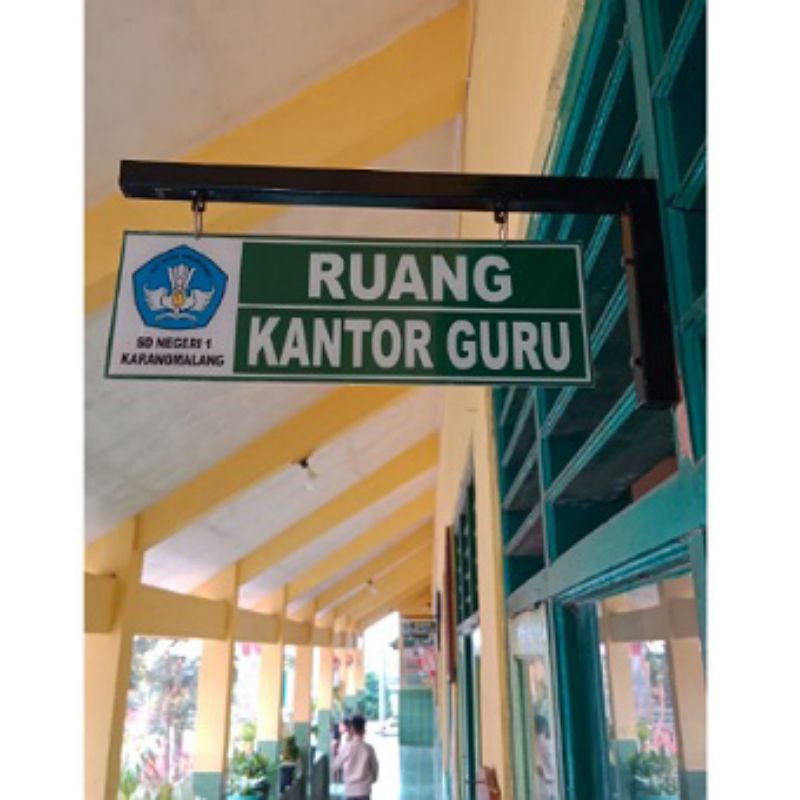 RUANG
KANTOR GURU
SD NEGERI 1
KARANGMALANG